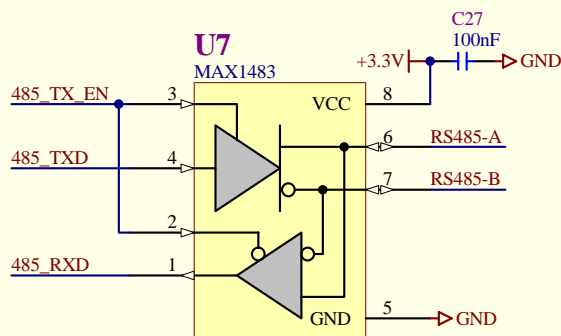 C27
U7
100nF
MAX1483
+3.3V
GND
485_TX_EN
3
VCC
8
6
RS485-A
485_TXD
4
7
RS485-B
2
485_RXD
1
GND
5
GND